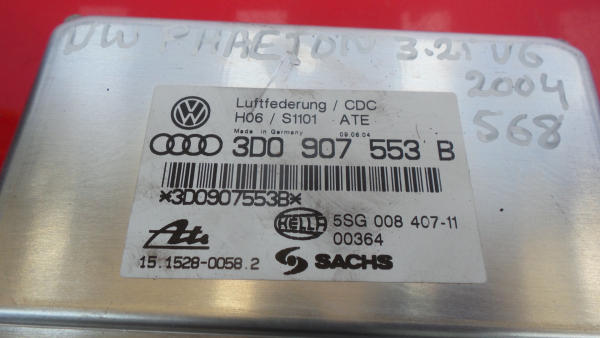 VW PHAETON 3.2i V6
2004
568
Luftfederung / CDC
H06 / S1101 ATE
Made in Germany 09.06.04
3D0 907 553 B
*3D0907553B*
HELLA 5SG 008 407-11
00364
Ate
15.1528-0058.2
SACHS